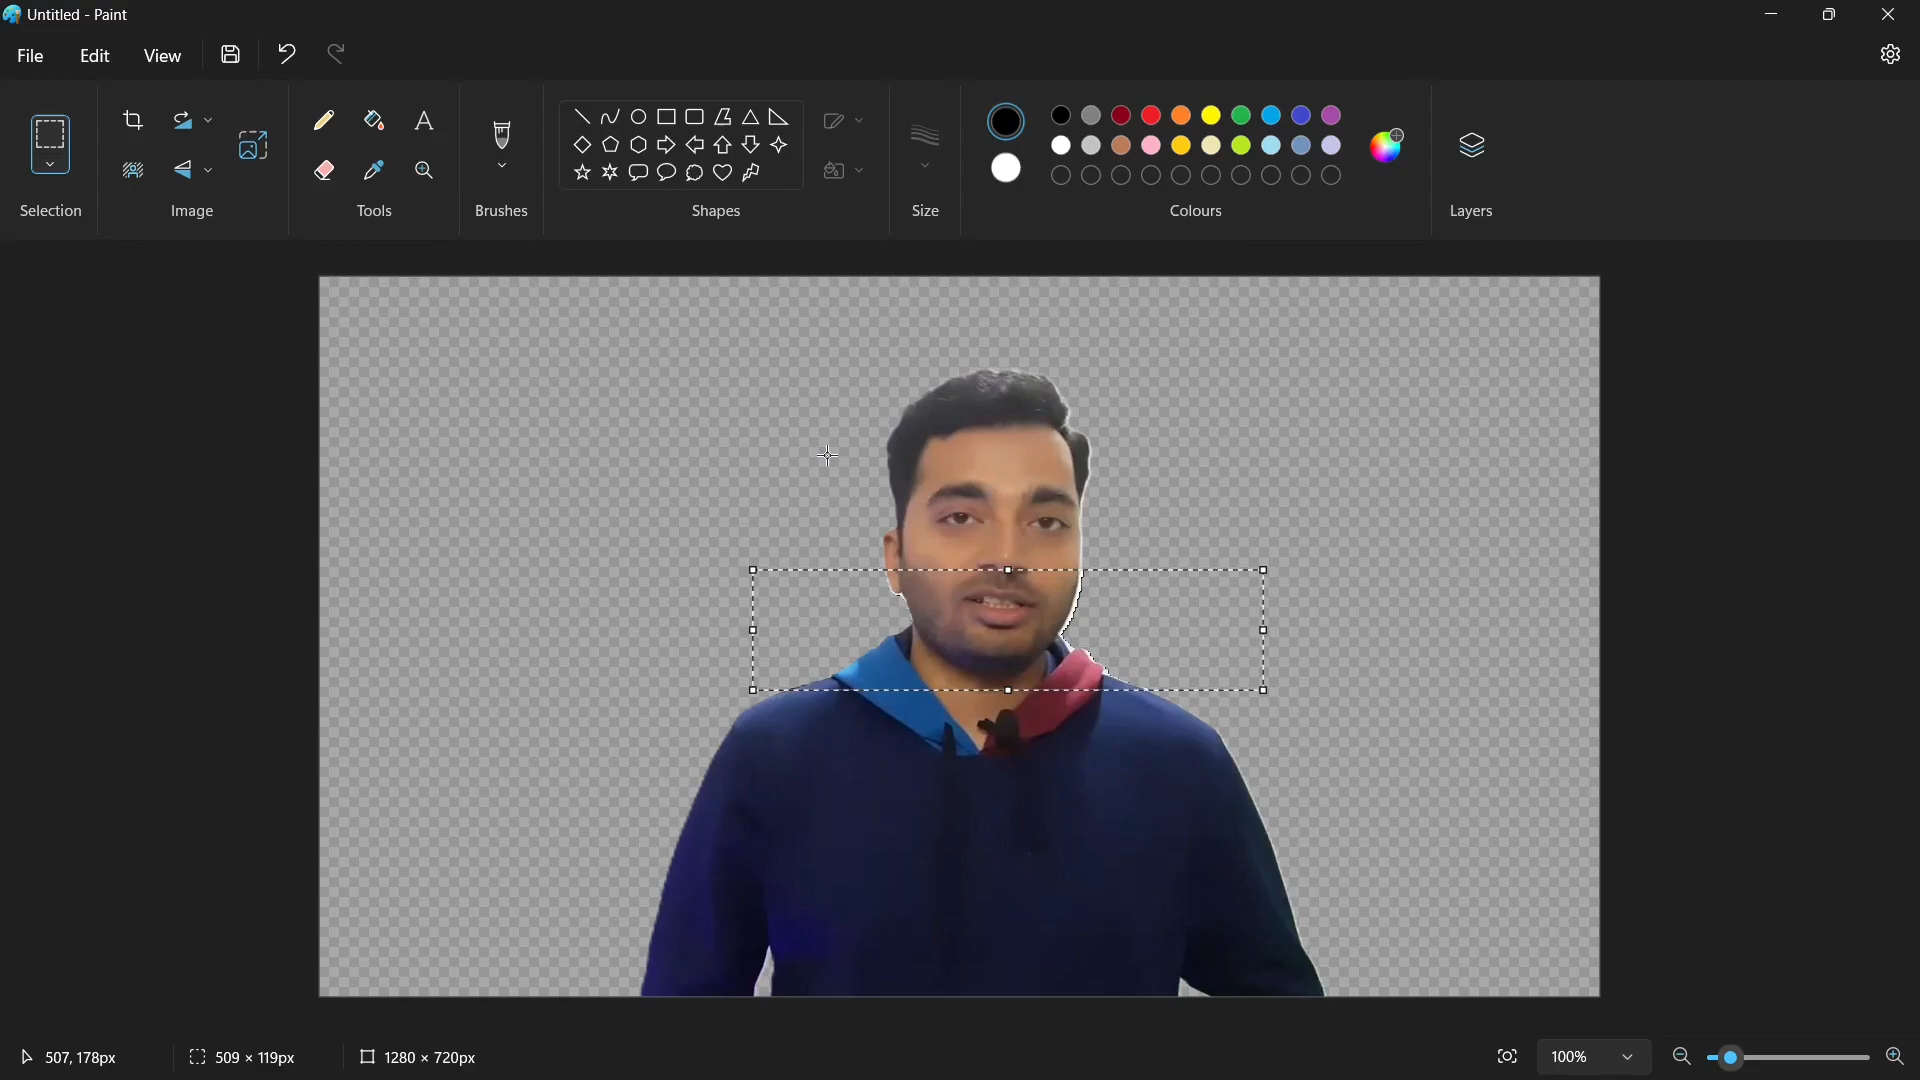 Untitled - Paint
File Edit View
Selection Image Tools Brushes Shapes Size Colours Layers
507, 178px 509 × 119px 1280 × 720px 100%